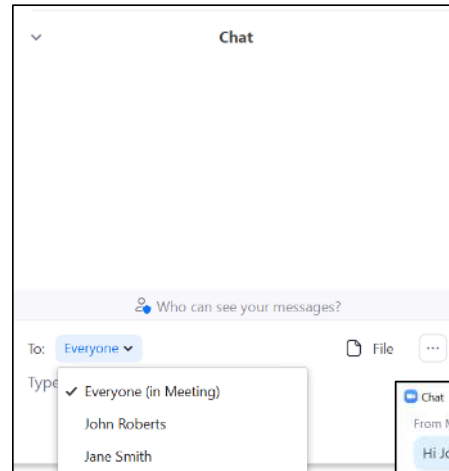 Chat
Who can see your messages?
To: Everyone File ...
Type
Everyone (in Meeting)
John Roberts
Jane Smith
Chat
From
Hi